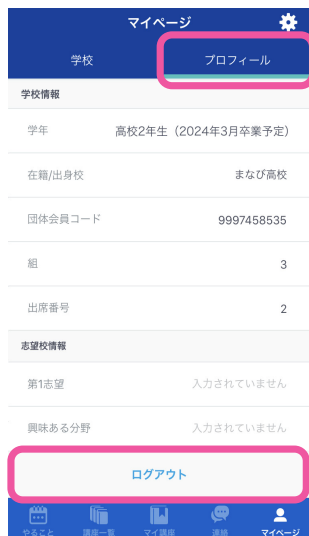 マイページ
学校 プロフィール
学校情報
学年 高校2年生（2024年3月卒業予定）
在籍/出身校 まなび高校
団体会員コード 9997458535
組 3
出席番号 2
志望校情報
第1志望 入力されていません
興味ある分野 入力されていません
ログアウト
やること 講座一覧 マイ講座 連絡 マイページ